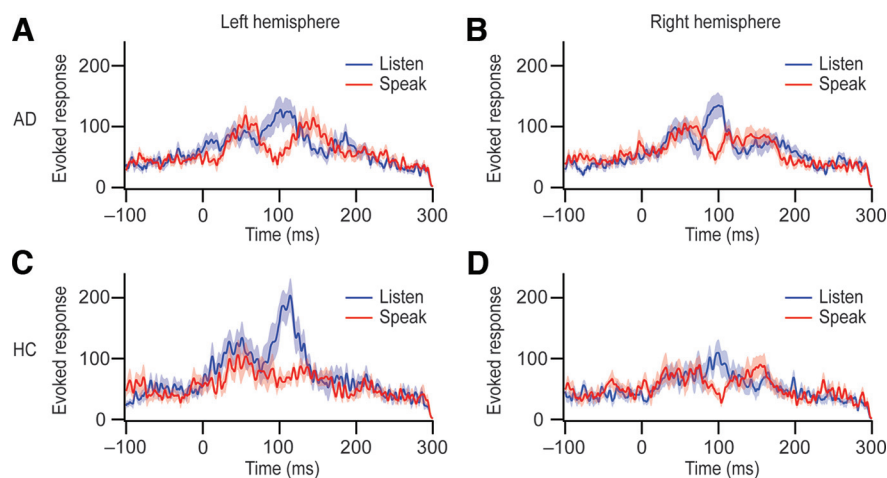 A
Left hemisphere
Evoked response
200
100
0
Listen
Speak
AD
–100
0
100
200
300
Time (ms)
B
Right hemisphere
Evoked response
200
100
0
Listen
Speak
–100
0
100
200
300
Time (ms)
C
Evoked response
200
100
0
Listen
Speak
HC
–100
0
100
200
300
Time (ms)
D
Evoked response
200
100
0
Listen
Speak
–100
0
100
200
300
Time (ms)